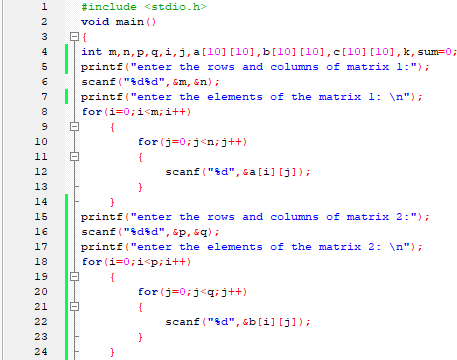 1 #include <stdio.h>
2 void main()
3 {
4 int m,n,p,q,i,j,a[10][10],b[10][10],c[10][10],k,sum=0;
5 printf("enter the rows and columns of matrix 1:");
6 scanf("%d%d",&m,&n);
7 printf("enter the elements of the matrix 1: \n");
8 for(i=0;i<m;i++)
9 {
10 for(j=0;j<n;j++)
11 {
12 scanf("%d",&a[i][j]);
13 }
14 }
15 printf("enter the rows and columns of matrix 2:");
16 scanf("%d%d",&p,&q);
17 printf("enter the elements of the matrix 2: \n");
18 for(i=0;i<p;i++)
19 {
20 for(j=0;j<q;j++)
21 {
22 scanf("%d",&b[i][j]);
23 }
24 }